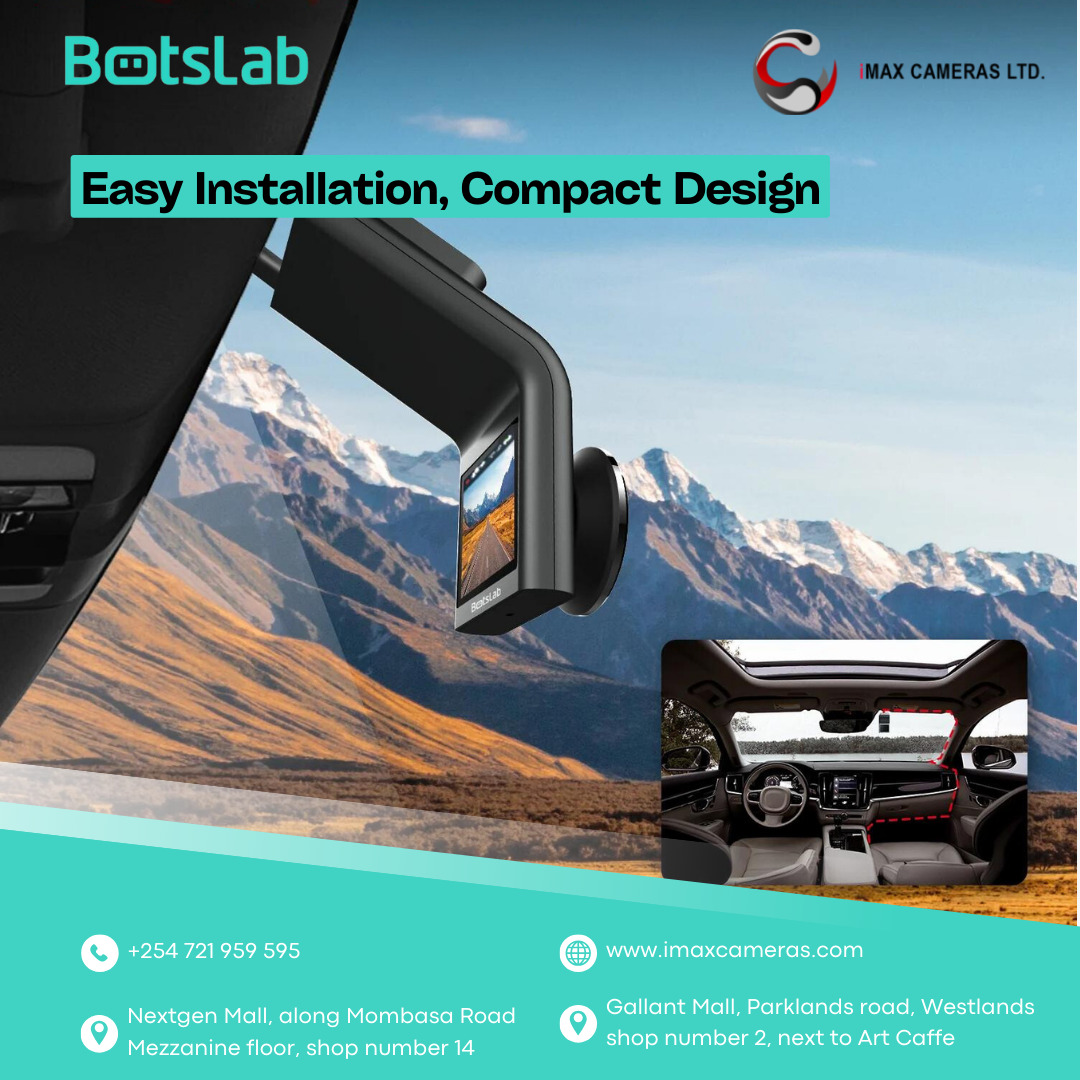 BotsLab
iMAX CAMERAS LTD.
Easy Installation, Compact Design
BotsLab
+254 721 959 595
www.imaxcameras.com
Nextgen Mall, along Mombasa Road
Mezzanine floor, shop number 14
Gallant Mall, Parklands road, Westlands
shop number 2, next to Art Caffe